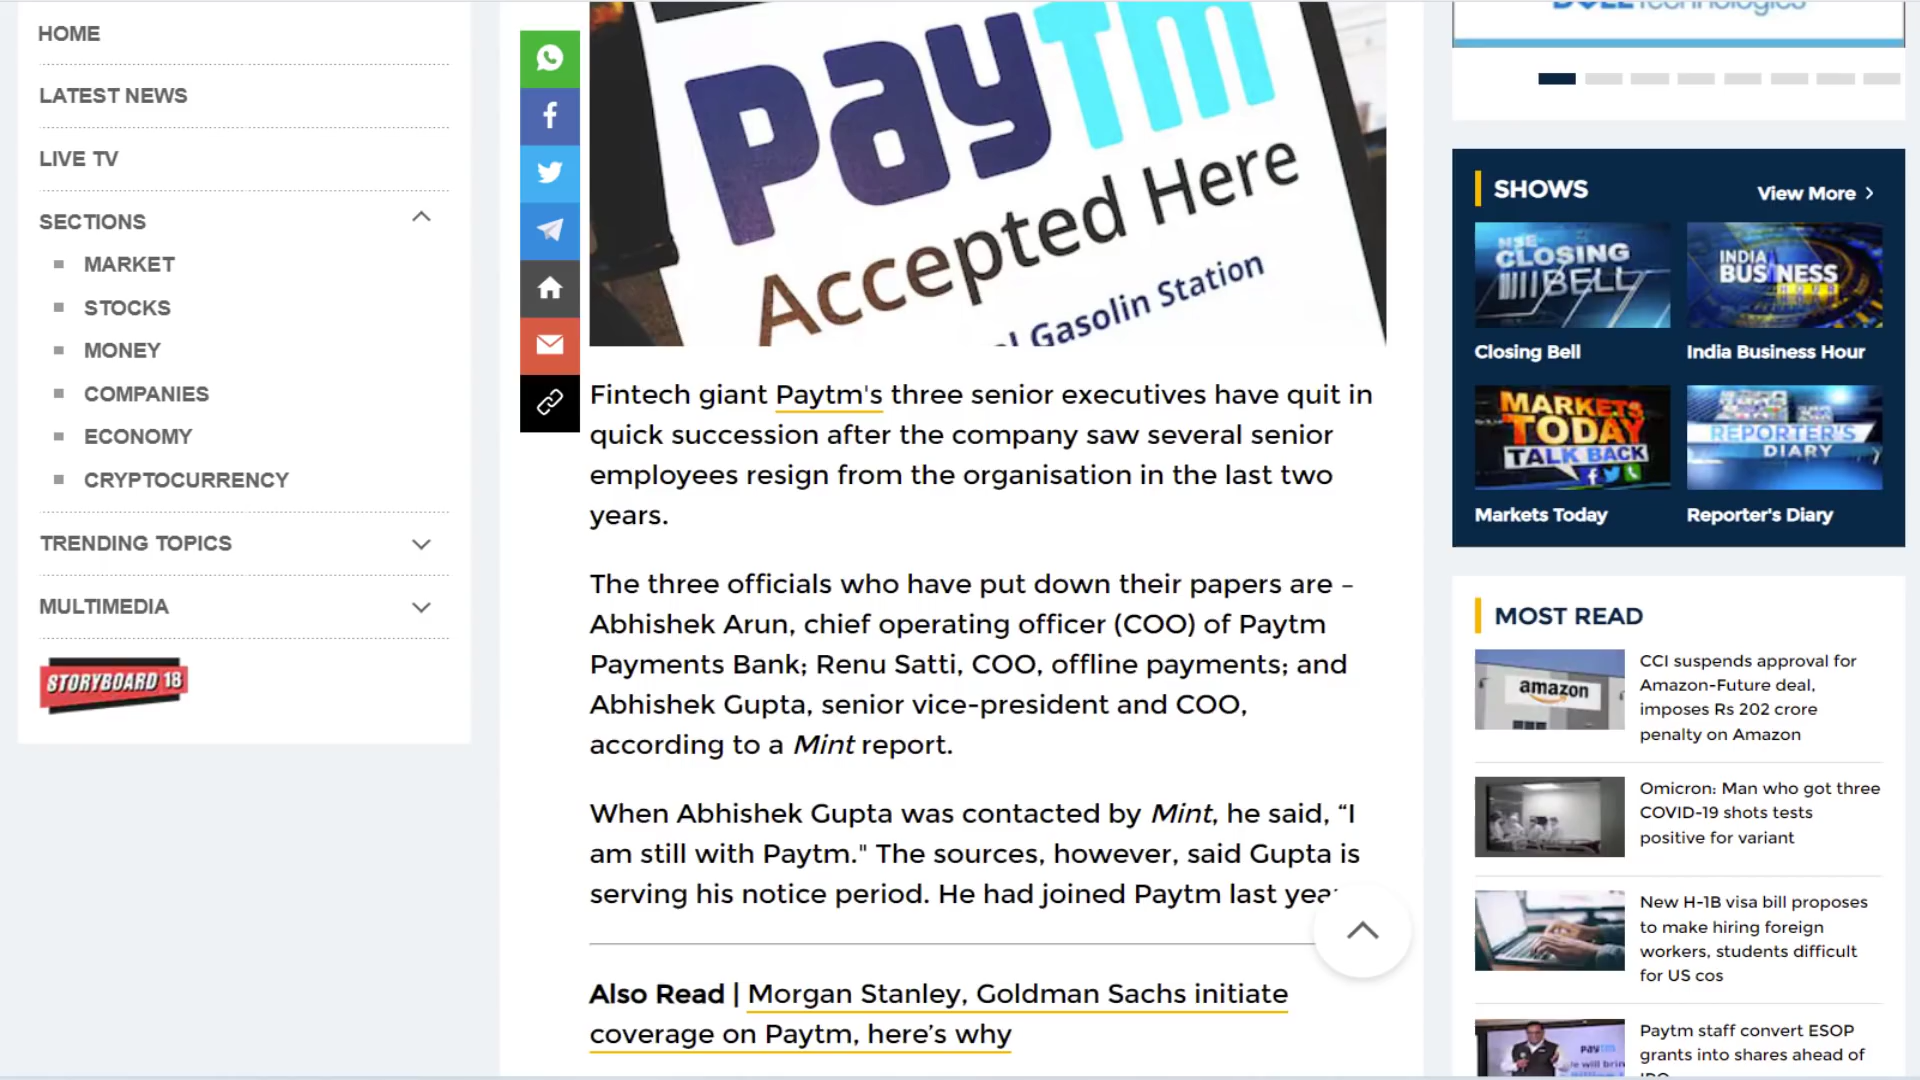 HOME
LATEST NEWS
LIVE TV
SECTIONS
MARKET
STOCKS
MONEY
COMPANIES
ECONOMY
CRYPTOCURRENCY
TRENDING TOPICS
MULTIMEDIA
STORYBOARD 18
Paytm
Accepted Here
Gasolin Station
Fintech giant Paytm's three senior executives have quit in
quick succession after the company saw several senior
employees resign from the organisation in the last two
years.
The three officials who have put down their papers are –
Abhishek Arun, chief operating officer (COO) of Paytm
Payments Bank; Renu Satti, COO, offline payments; and
Abhishek Gupta, senior vice-president and COO,
according to a Mint report.
When Abhishek Gupta was contacted by Mint, he said, “I
am still with Paytm." The sources, however, said Gupta is
serving his notice period. He had joined Paytm last
Also Read | Morgan Stanley, Goldman Sachs initiate
coverage on Paytm, here’s why
Technologies
SHOWS
View More
NSE
CLOSING
BELL
INDIA
BUSINESS
HOUR
Closing Bell
India Business Hour
MARKETS
TODAY
TALK BACK
REPORTER'S
DIARY
Markets Today
Reporter's Diary
MOST READ
amazon
CCI suspends approval for
Amazon-Future deal,
imposes Rs 202 crore
penalty on Amazon
Omicron: Man who got three
COVID-19 shots tests
positive for variant
New H-1B visa bill proposes
to make hiring foreign
workers, students difficult
for US cos
paytm
Paytm staff convert ESOP
grants into shares ahead of